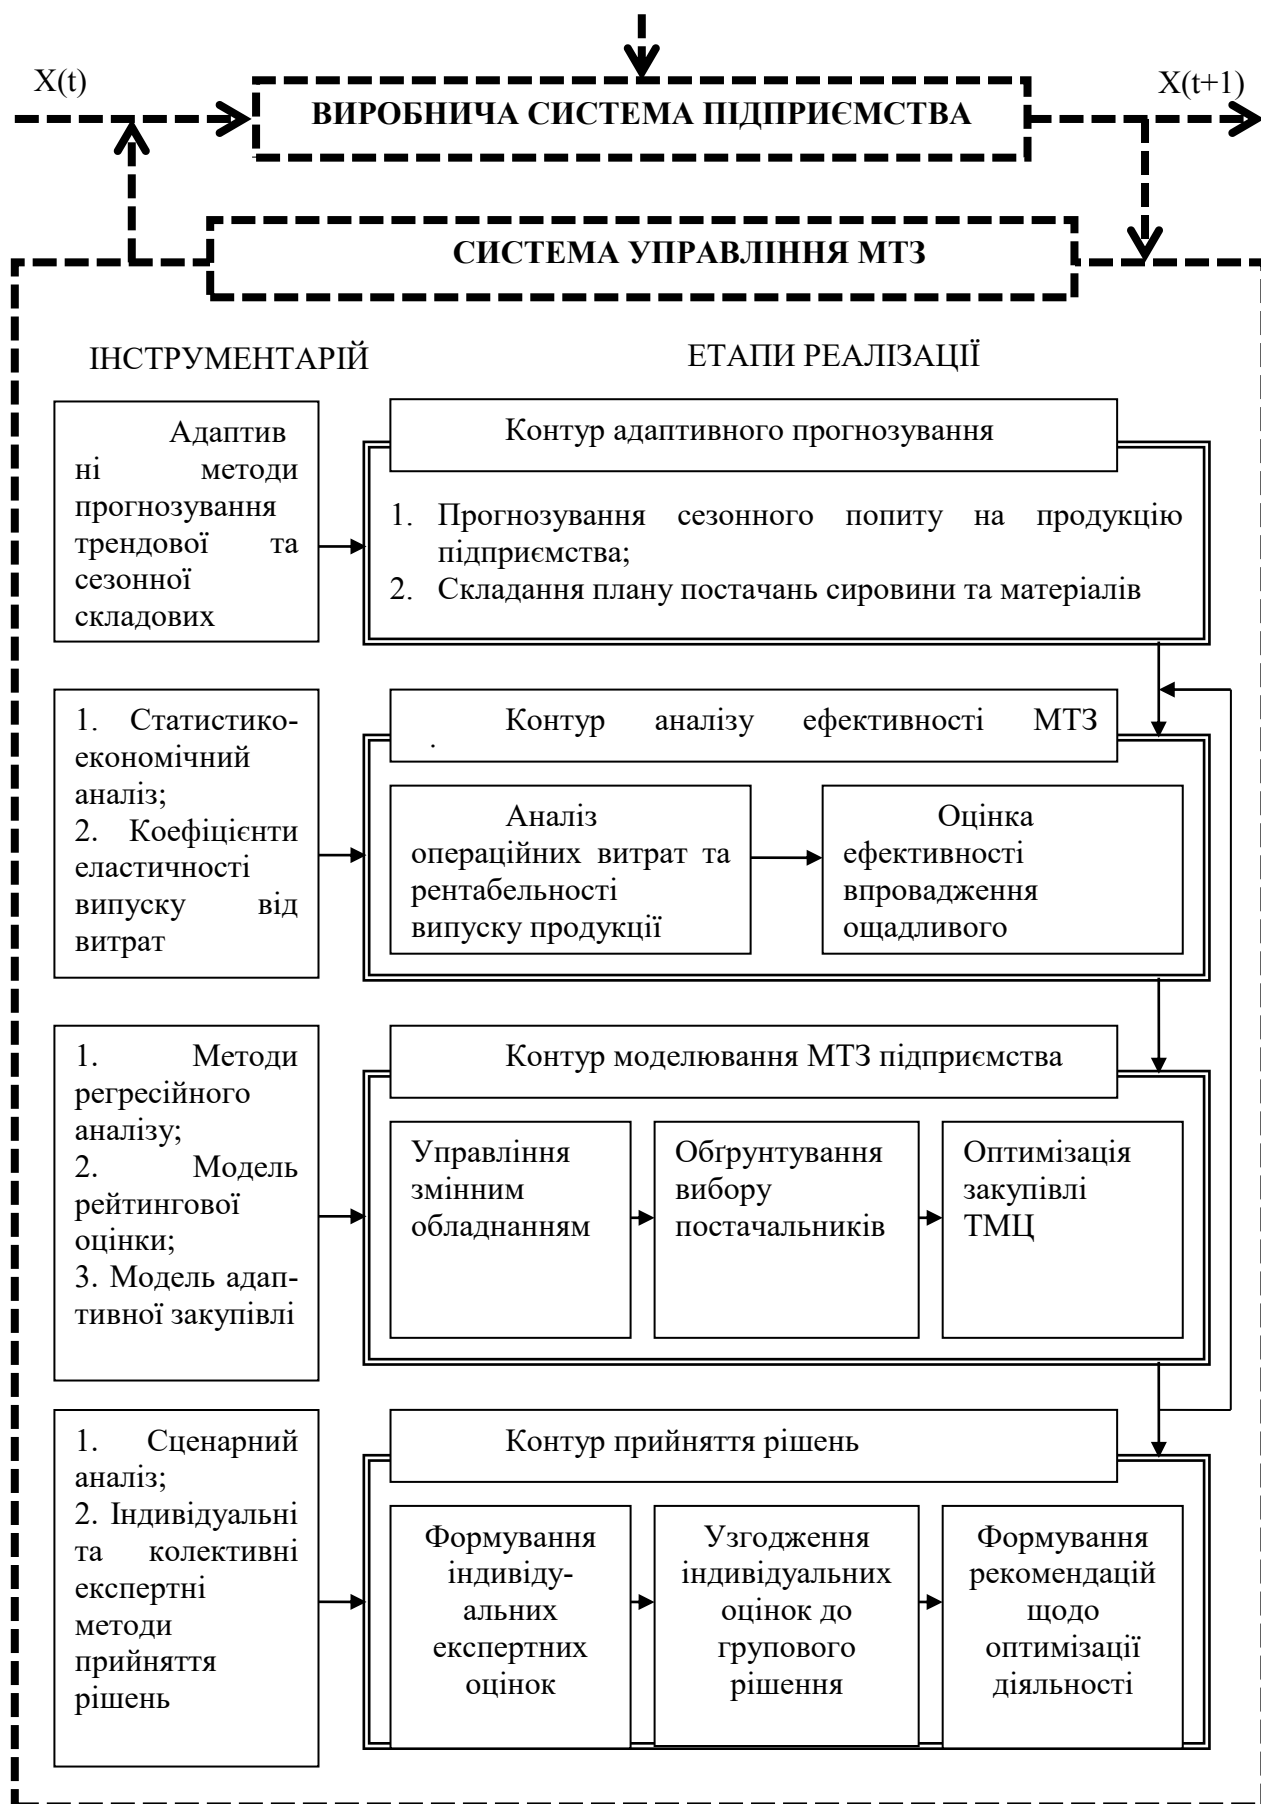 X(t)
X(t+1)
ВИРОБНИЧА СИСТЕМА ПІДПРИЄМСТВА
СИСТЕМА УПРАВЛІННЯ МТЗ
ІНСТРУМЕНТАРІЙ
ЕТАПИ РЕАЛІЗАЦІЇ
Адаптив
ні методи
прогнозування
трендової та
сезонної
складових
Контур адаптивного прогнозування
1. Прогнозування сезонного попиту на продукцію
підприємства;
2. Складання плану постачань сировини та матеріалів
1. Статистико-
економічний
аналіз;
2. Коефіцієнти
еластичності
випуску від
витрат
Контур аналізу ефективності МТЗ
.
Аналіз
операційних витрат та
рентабельності
випуску продукції
Оцінка
ефективності
впровадження
ощадливого
1. Методи
регресійного
аналізу;
2. Модель
рейтингової
оцінки;
3. Модель адап-
тивної закупівлі
Контур моделювання МТЗ підприємства
Управління
змінним
обладнанням
Обґрунтування
вибору
постачальників
Оптимізація
закупівлі
ТМЦ
1. Сценарний
аналіз;
2. Індивідуальні
та колективні
експертні
методи
прийняття
рішень
Контур прийняття рішень
Формування
індивіду-
альних
експертних
оцінок
Узгодження
індивідуальних
оцінок до
групового
рішення
Формування
рекомендацій
щодо
оптимізації
діяльності